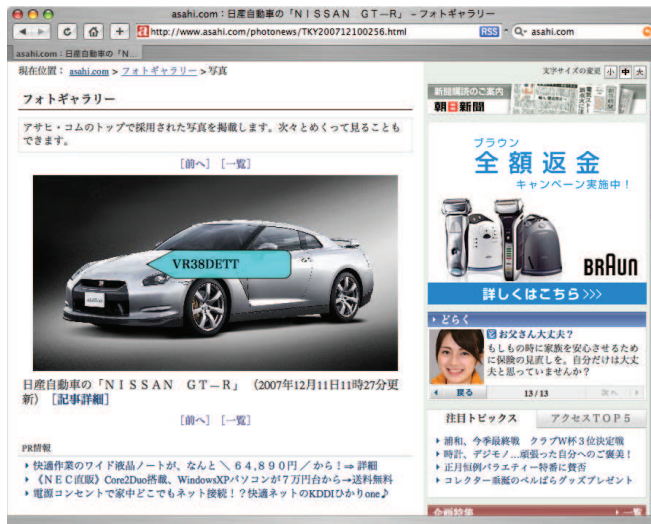 asahi.com：日産自動車の「ＮＩＳＳＡＮ　ＧＴ－Ｒ」 – フォトギャラリー
http://www.asahi.com/photonews/TKY200712100256.html
RSS
asahi.com
asahi.com：日産自動車の「N...
現在位置： asahi.com > フォトギャラリー > 写真
フォトギャラリー
アサヒ・コムのトップで採用された写真を掲載します。次々とめくって見ることも
できます。
［前へ］［一覧］
VR38DETT
日産自動車の「ＮＩＳＳＡＮ　ＧＴ－Ｒ」　（2007年12月11日11時27分更
新）［記事詳細］
［前へ］［一覧］
PR情報
快適作業のワイド液晶ノートが、なんと＼６４,８９０円／から！⇒ 詳細
《ＮＥＣ直販》Core2Duo搭載、WindowsXPパソコンが７万円台から→送料無料
電源コンセントで家中どこでもネット接続！？快適ネットのKDDIひかりone♪
文字サイズの変更 小 中 大
新聞購読のご案内
朝日新聞
ブラウン
全額返金
キャンペーン実施中！
BRAUN
詳しくはこちら>>>
どらく
お父さん大丈夫？
もしもの時に家族を安心させるため
に保険の見直しを。自分だけは大丈
夫と思っていませんか？
戻る
13/13
次へ
注目トピックス
アクセスＴＯＰ５
浦和、今季最終戦　クラブW杯３位決定戦
時計、デジモノ…頑張った自分へのご褒美！
正月恒例バラエティー特番に賛否
コレクター垂涎のベルばらグッズプレゼント
企画特集
一覧